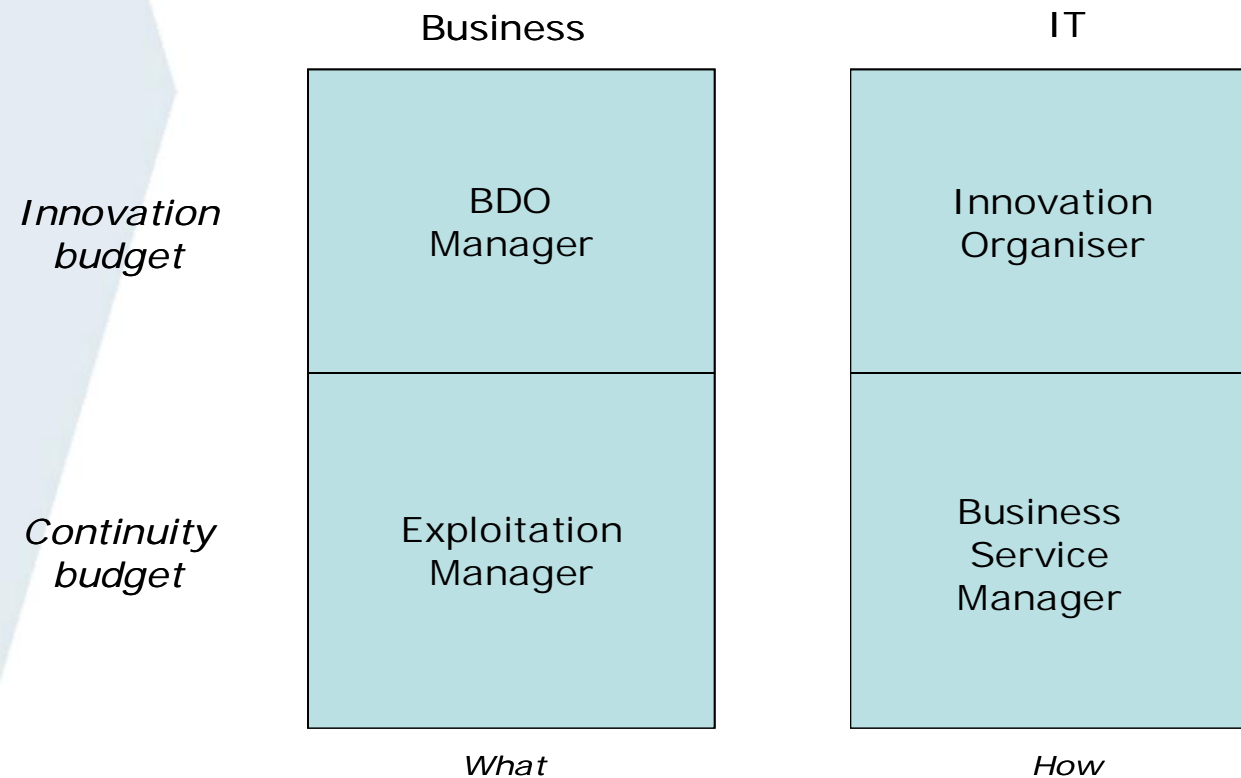 Business
IT
Innovation
budget
BDO
Manager
Innovation
Organiser
Continuity
budget
Exploitation
Manager
Business
Service
Manager
What
How